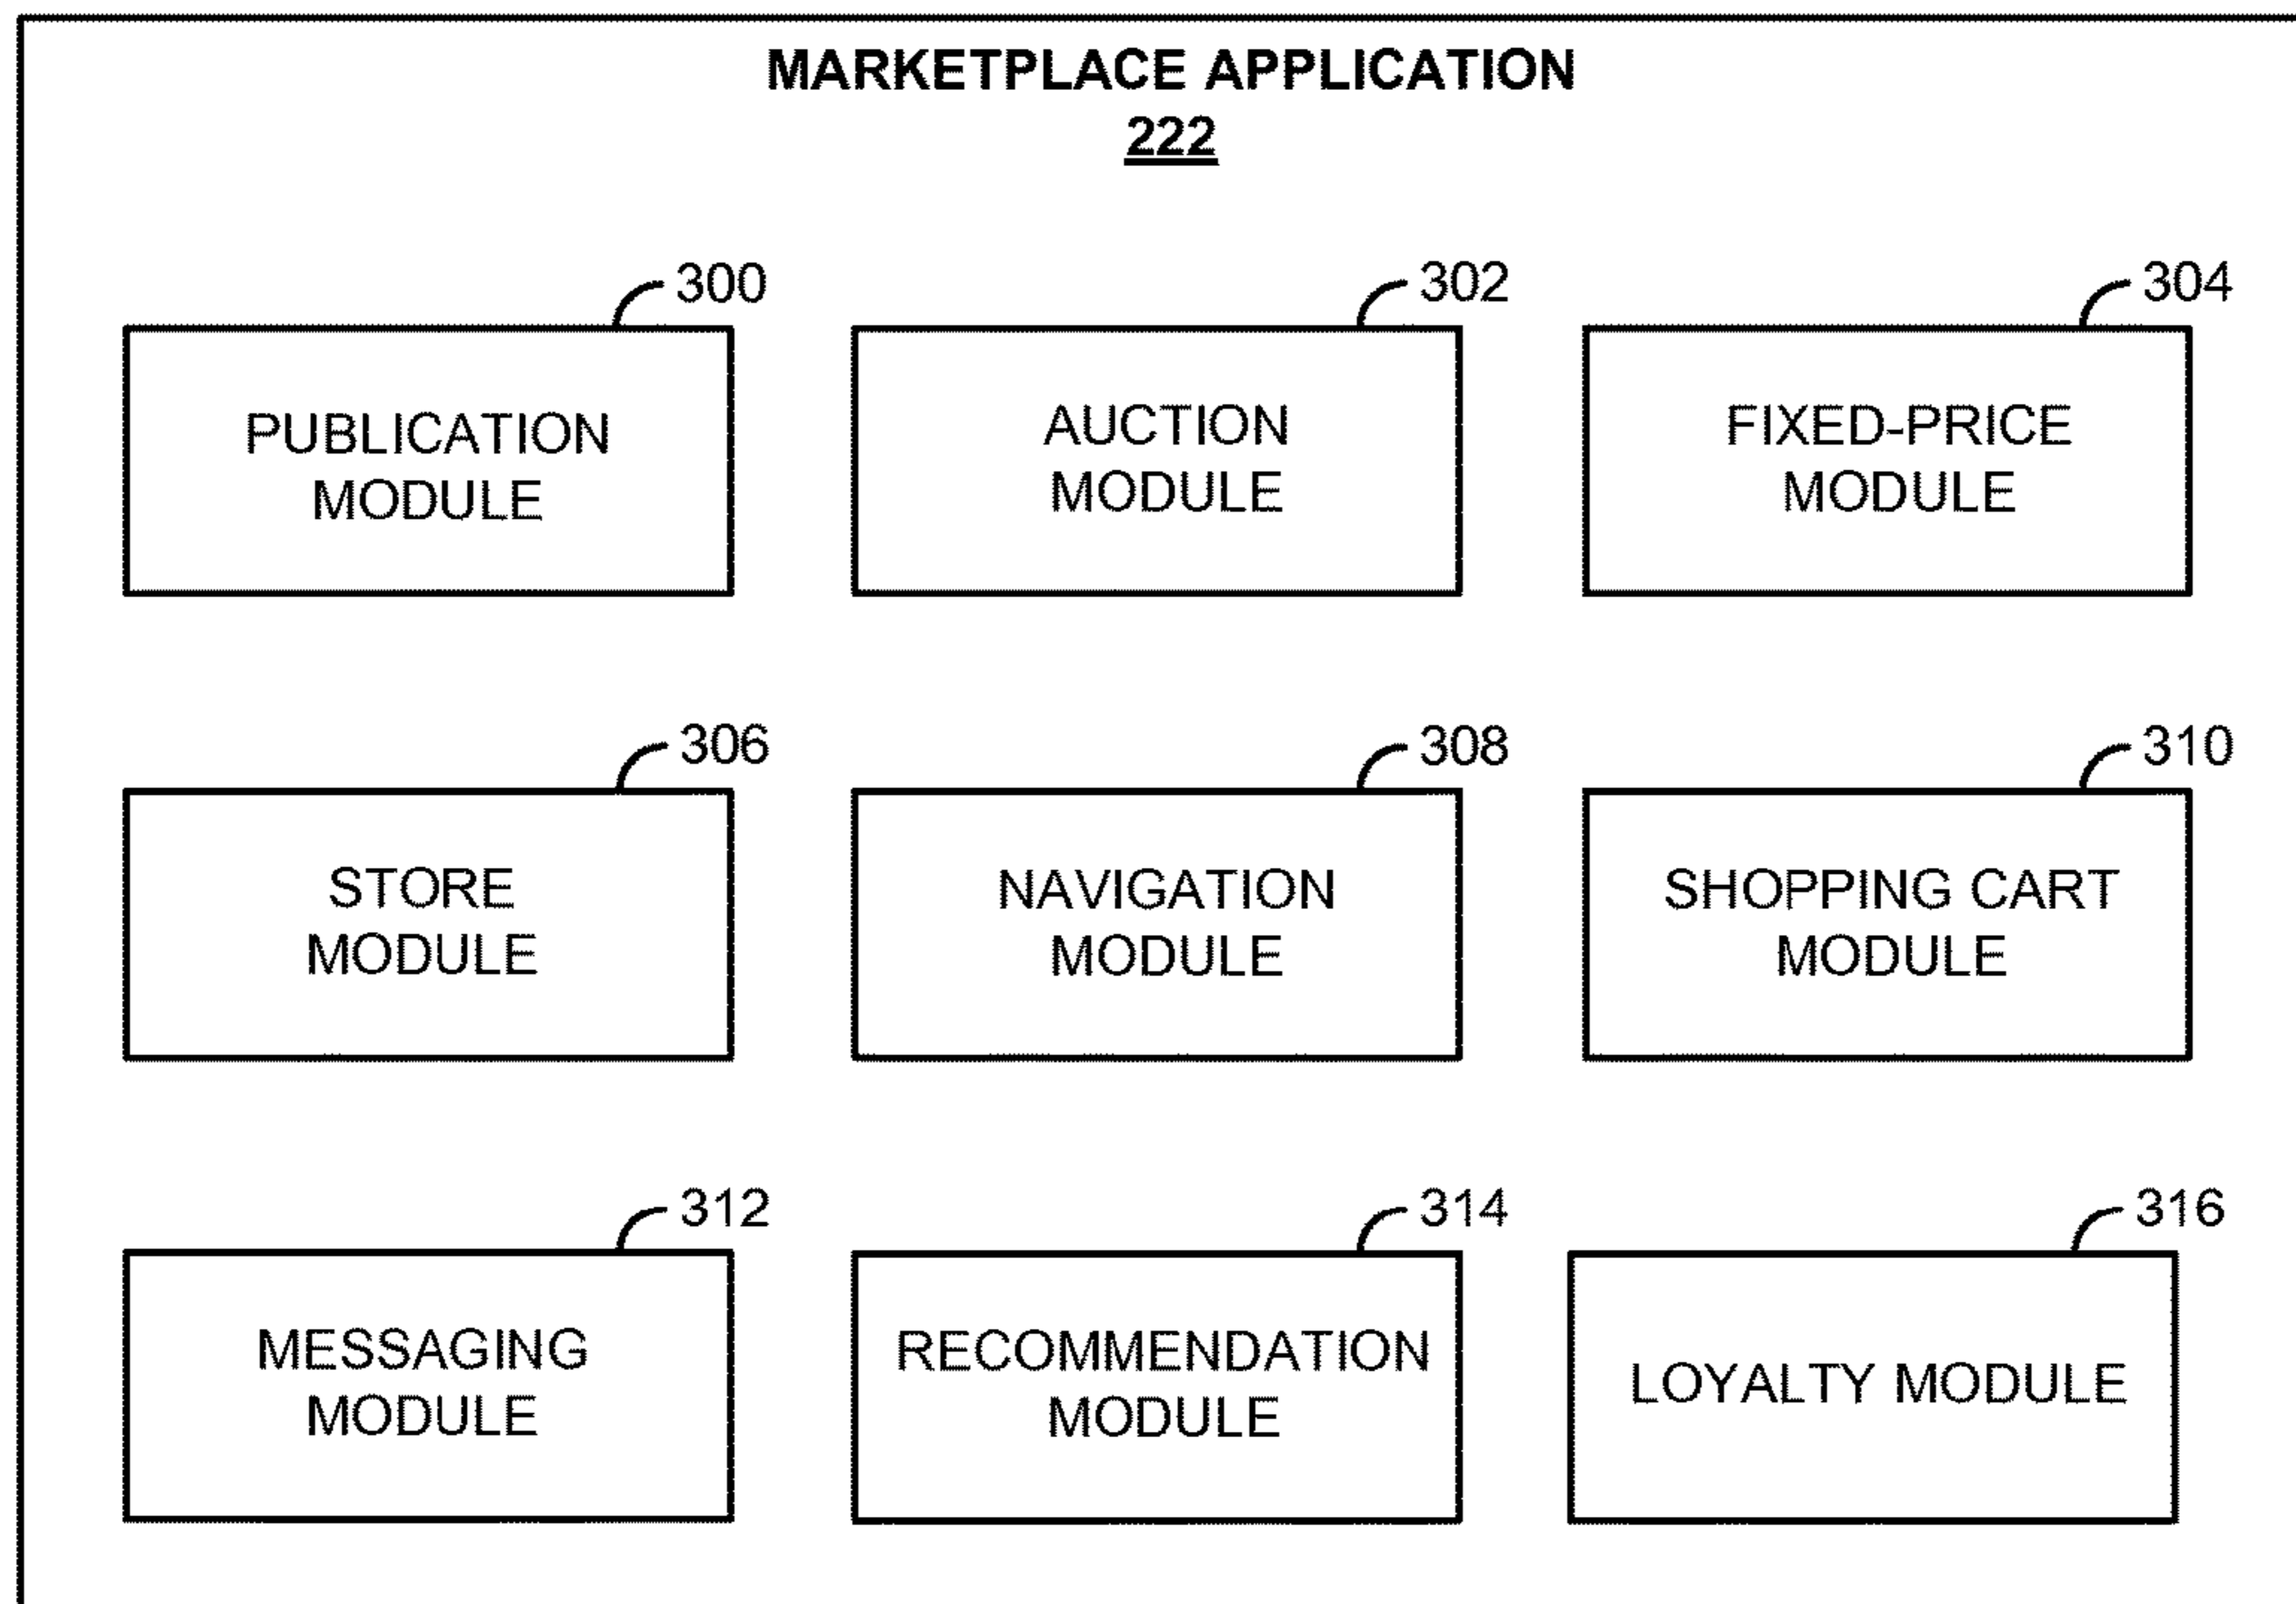 MARKETPLACE APPLICATION
222
300
PUBLICATION
MODULE
302
AUCTION
MODULE
304
FIXED-PRICE
MODULE
306
STORE
MODULE
308
NAVIGATION
MODULE
310
SHOPPING CART
MODULE
312
MESSAGING
MODULE
314
RECOMMENDATION
MODULE
316
LOYALTY MODULE